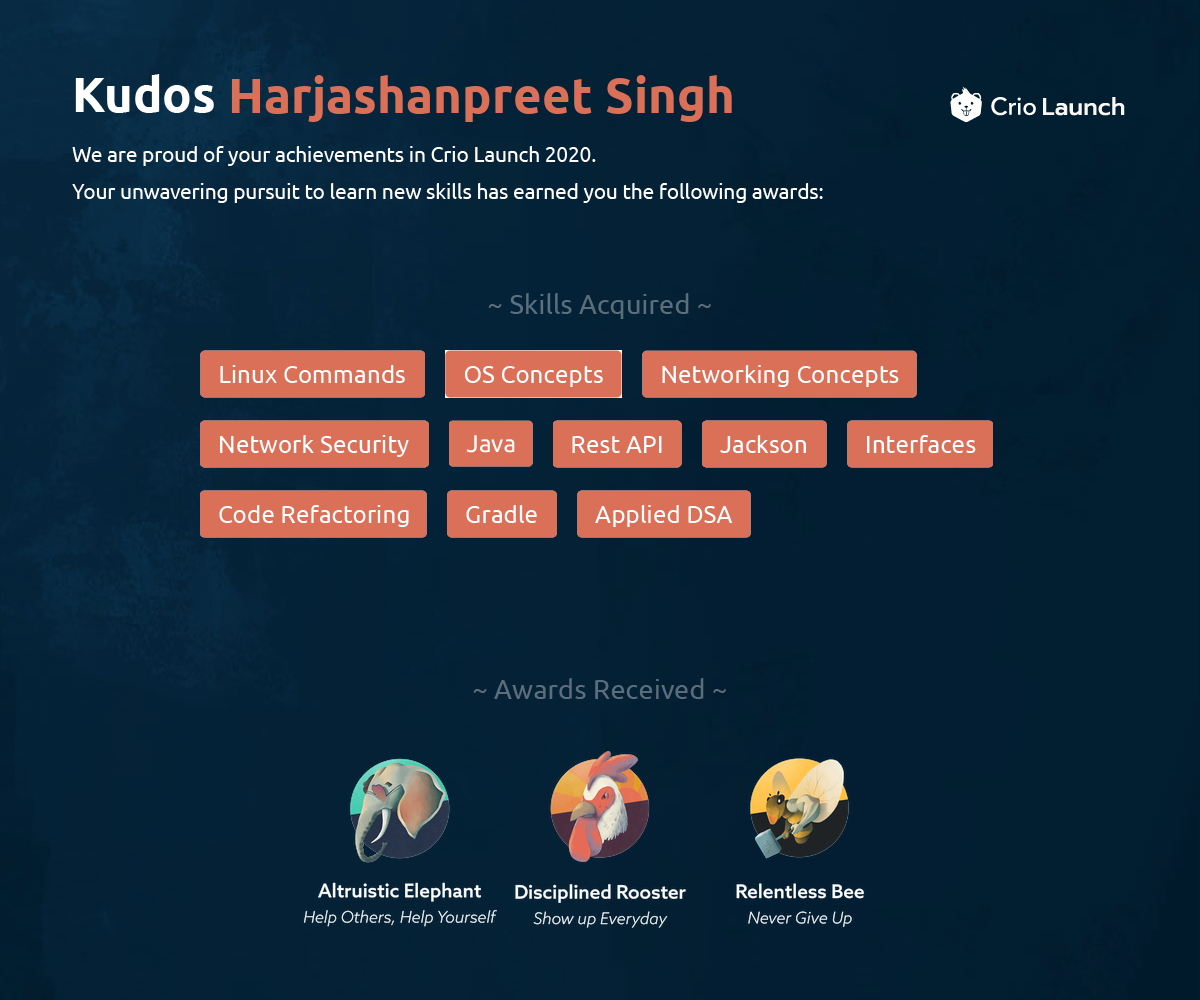 Kudos Harjashanpreet Singh
Crio Launch
We are proud of your achievements in Crio Launch 2020.
Your unwavering pursuit to learn new skills has earned you the following awards:
~ Skills Acquired ~
Linux Commands OS Concepts Networking Concepts
Network Security Java Rest API Jackson Interfaces
Code Refactoring Gradle Applied DSA
~ Awards Received ~
Altruistic Elephant Disciplined Rooster Relentless Bee
Help Others, Help Yourself Show up Everyday Never Give Up